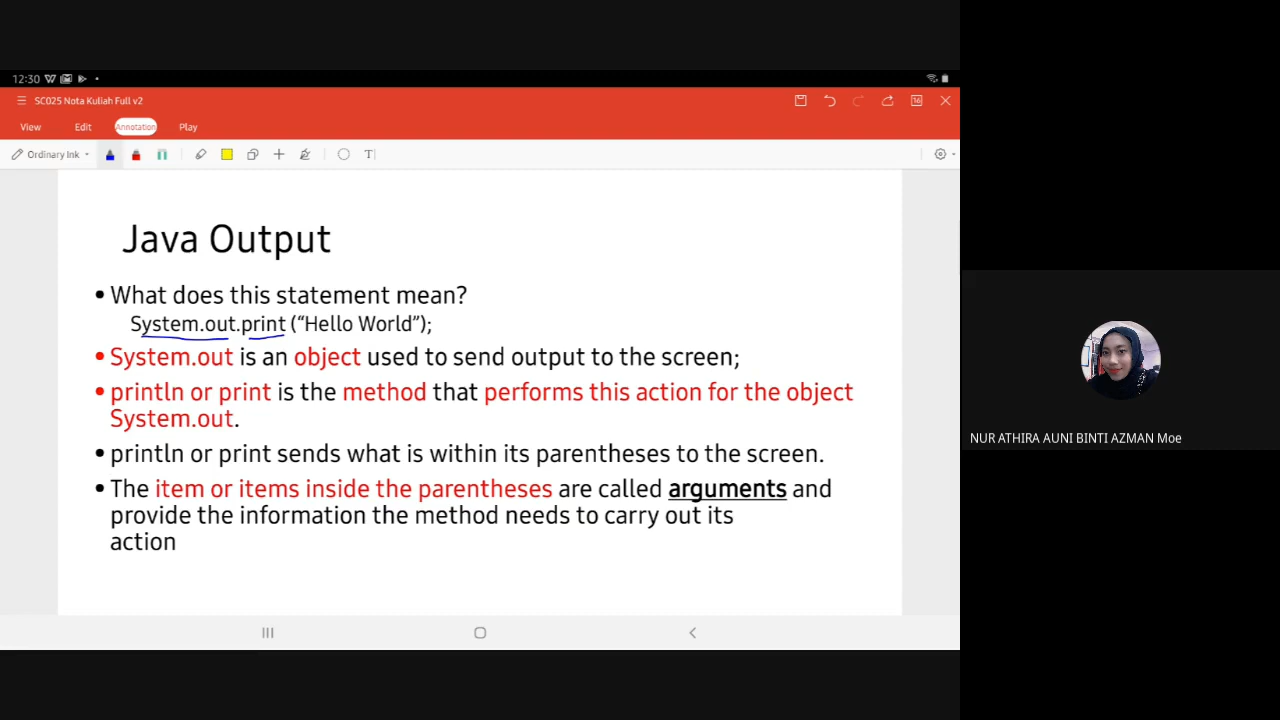 12:30
SC025 Nota Kuliah Full v2
View Edit Annotation Play
Ordinary Ink T
Java Output
• What does this statement mean?
System.out.print (“Hello World”);
• System.out is an object used to send output to the screen;
• println or print is the method that performs this action for the object
System.out.
• println or print sends what is within its parentheses to the screen.
• The item or items inside the parentheses are called arguments and
provide the information the method needs to carry out its
action
NUR ATHIRA AUNI BINTI AZMAN Moe